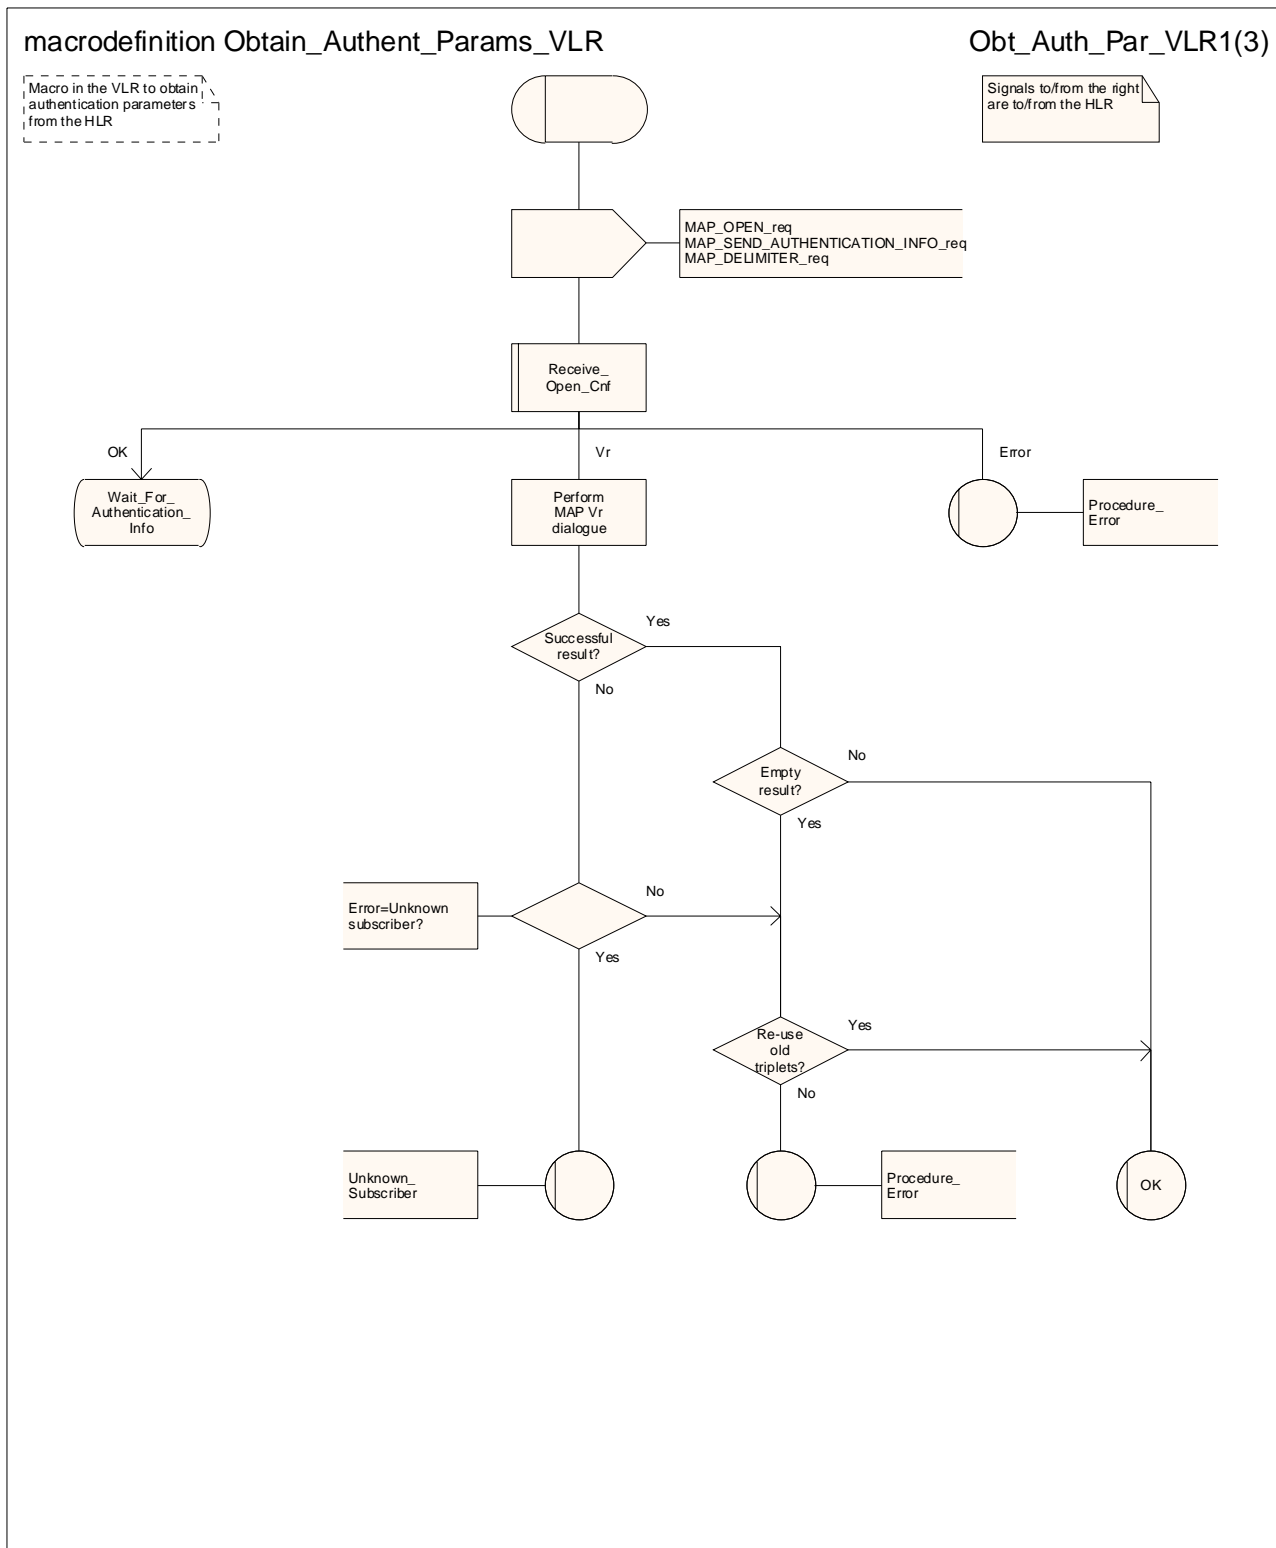 macrodefinition Obtain_Authent_Params_VLR
Obt_Auth_Par_VLR1(3)
Macro in the VLR to obtain
authentication parameters
from the HLR
Signals to/from the right
are to/from the HLR
MAP_OPEN_req
MAP_SEND_AUTHENTICATION_INFO_req
MAP_DELIMITER_req
Receive_
Open_Cnf
OK
Vr
Error
Wait_For_
Authentication_
Info
Perform
MAP Vr
dialogue
Procedure_
Error
Successful
result?
Yes
No
Empty
result?
No
Yes
Error=Unknown
subscriber?
No
Yes
Re-use
old
triplets?
Yes
No
Unknown_
Subscriber
Procedure_
Error
OK